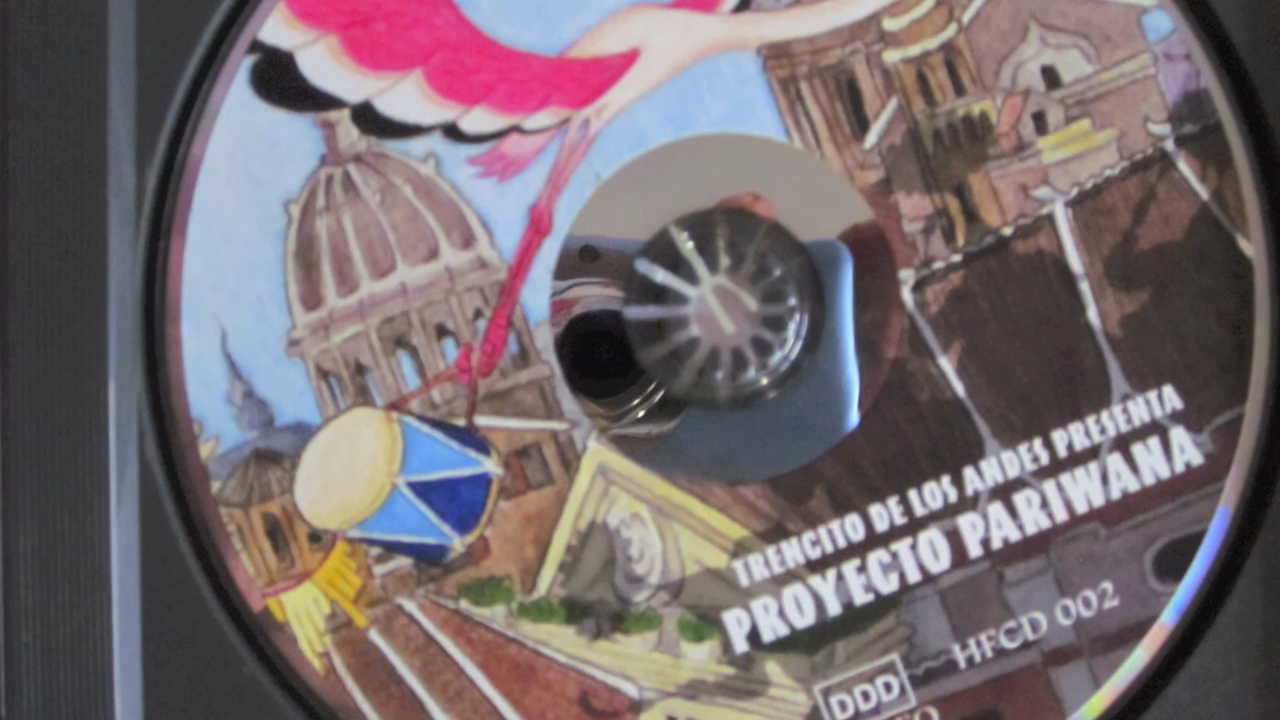 TRENCITO DE LOS ANDES PRESENTA
PROYECTO PARIWANA
HFCD 002
DDD